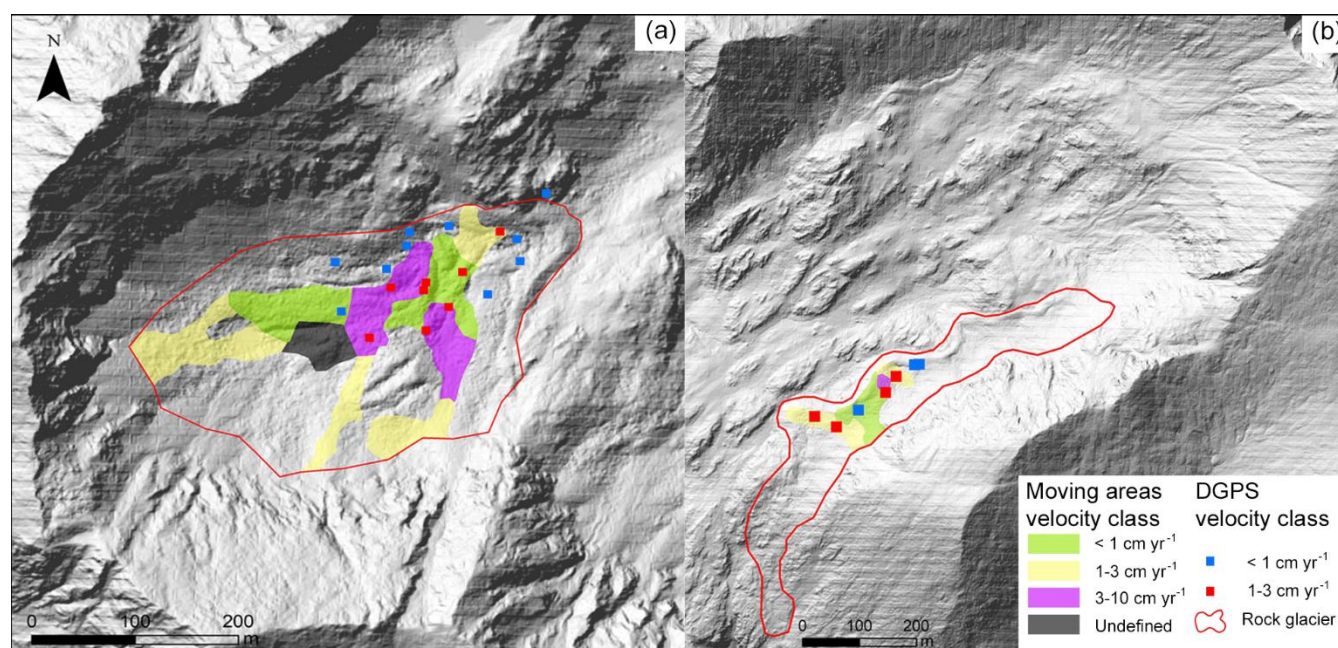 N
(a)
(b)
0 100 200
m
0 100 200
m
Moving areas
velocity class
< 1 cm yr⁻¹
1-3 cm yr⁻¹
3-10 cm yr⁻¹
Undefined
DGPS
velocity class
< 1 cm yr⁻¹
1-3 cm yr⁻¹
Rock glacier